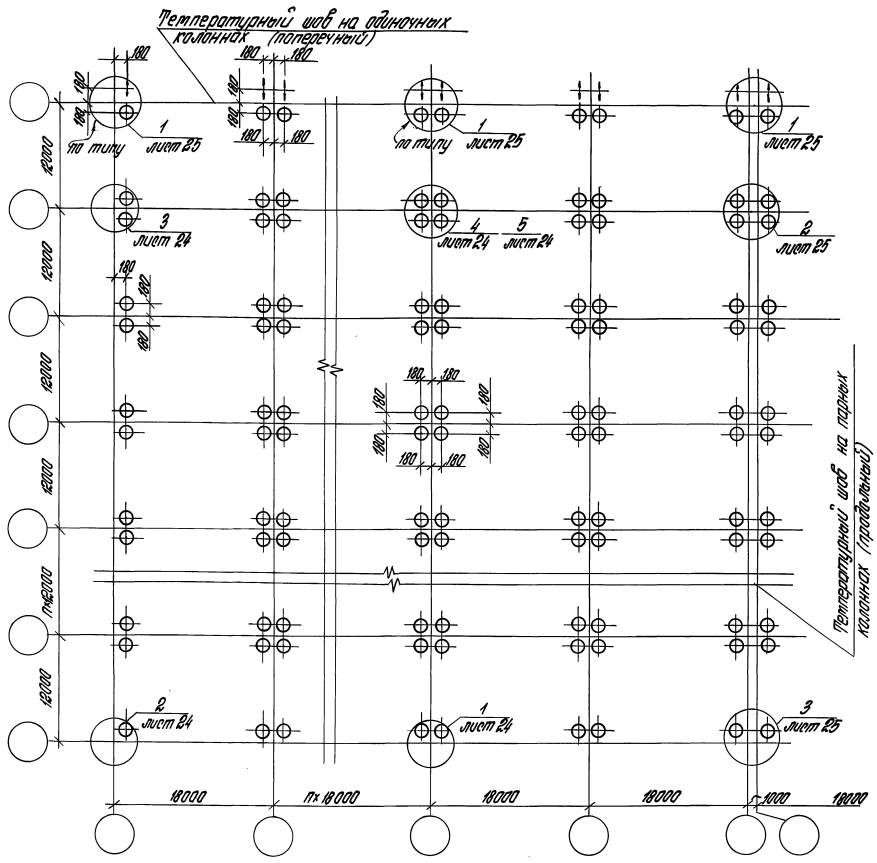 Температурный шов на одиночных
колоннах (поперечный)
180
180 180
180
180
180
180
по типу
1
лист 25
180 180
по типу
1
лист 25
1
лист 25
12000
3
лист 24
4
лист 24
5
лист 24
2
лист 25
12000
180
180
180
12000
180 180
180
180
180
180
180 180
12000
Температурный шов на парных
колоннах (продольный)
п×12000
12000
2
лист 24
1
лист 24
3
лист 25
18000
п×18000
18000
18000
1000
18000